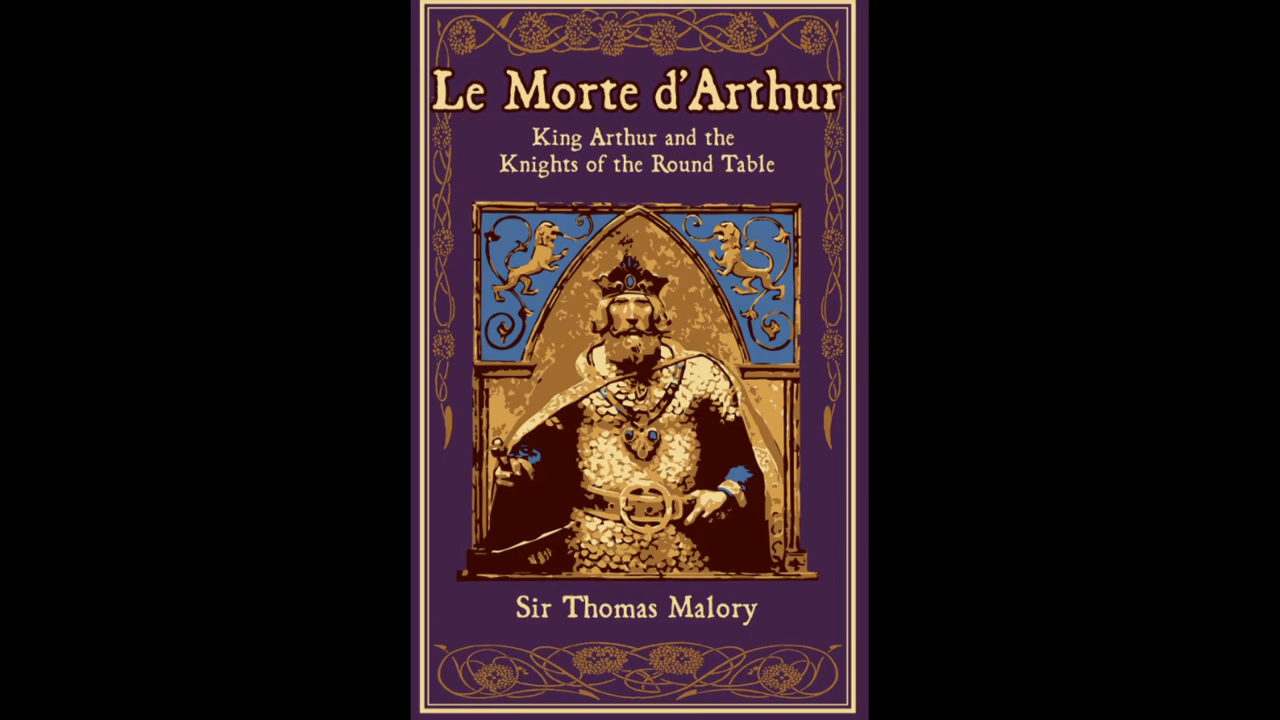 Le Morte d'Arthur
King Arthur and the
Knights of the Round Table
Sir Thomas Malory